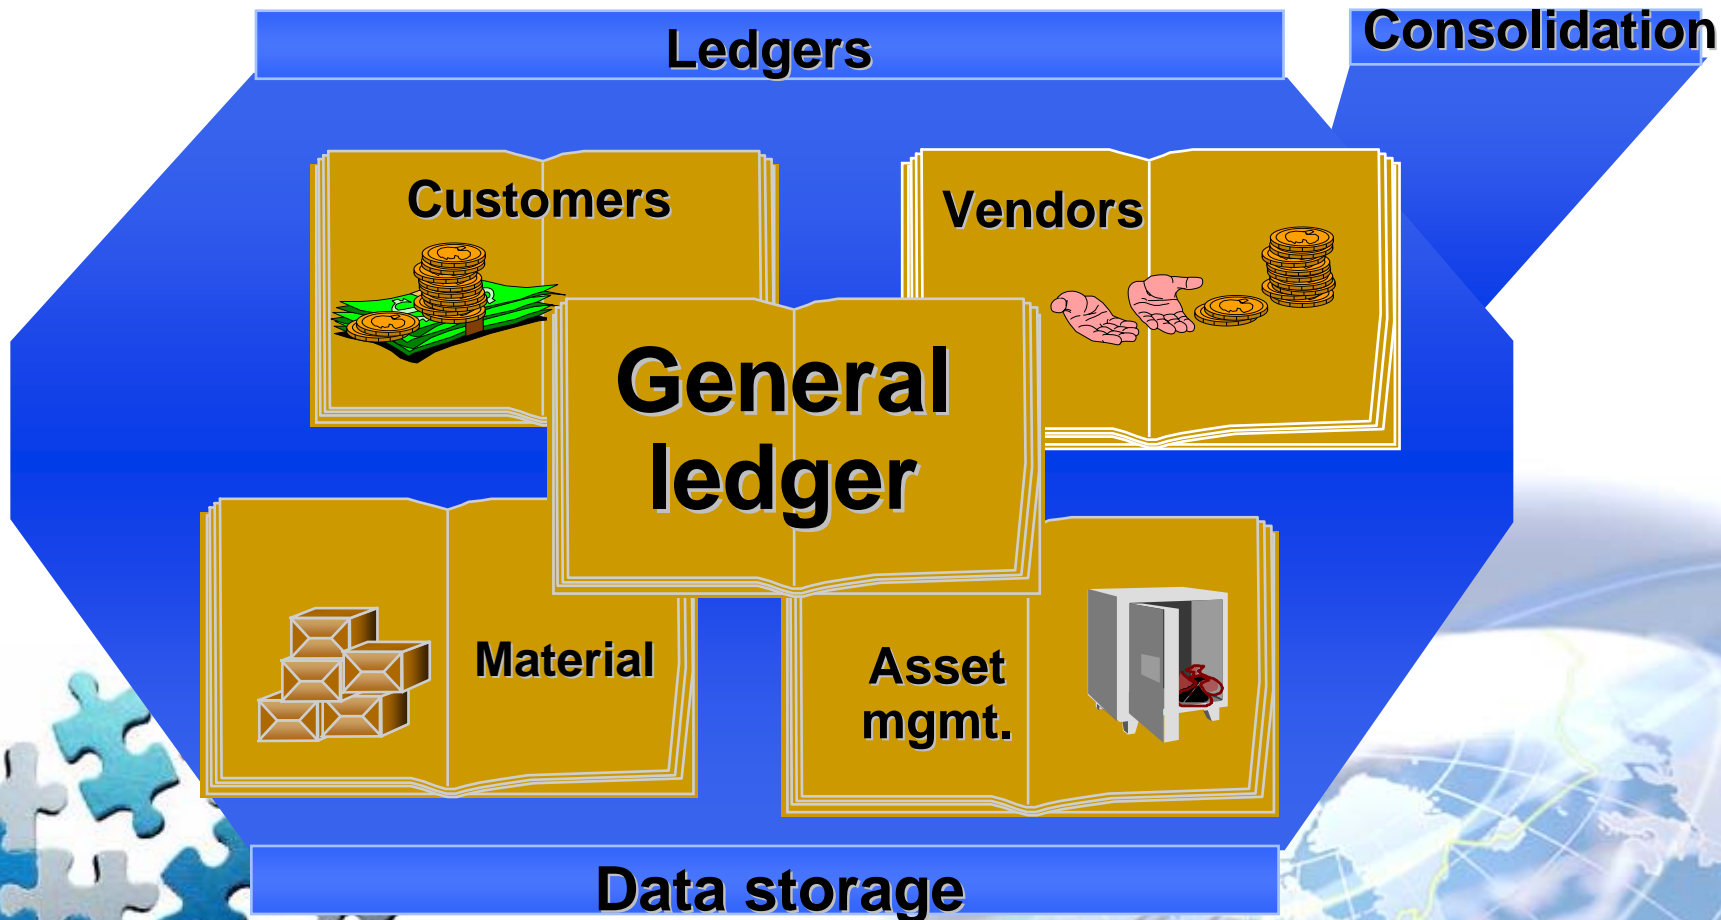 Ledgers
Consolidation
Customers
Vendors
General
ledger
Material
Asset
mgmt.
Data storage